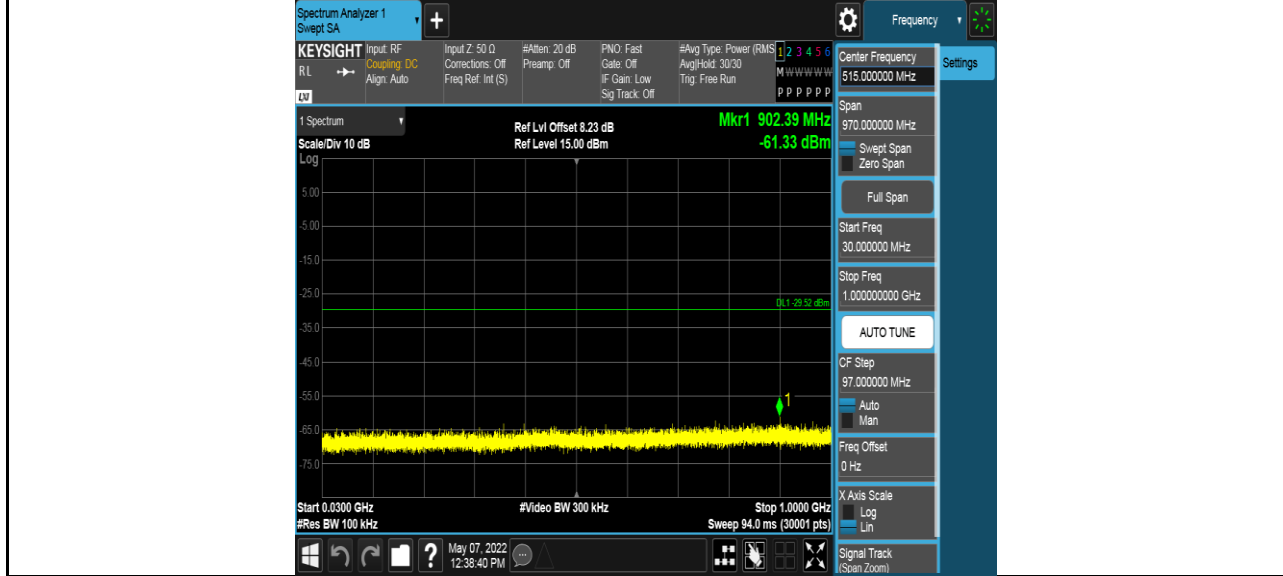 Spectrum Analyzer 1
Swept SA
+
Frequency
KEYSIGHT
RL
LXI
Input: RF
Coupling: DC
Align: Auto
Input Z: 50 Ω
Corrections: Off
Freq Ref: Int (S)
#Atten: 20 dB
Preamp: Off
PNO: Fast
Gate: Off
IF Gain: Low
Sig Track: Off
#Avg Type: Power (RMS
Avg|Hold: 30/30
Trig: Free Run
1 2 3 4 5 6
M W W W W W
P P P P P P
1 Spectrum
Scale/Div 10 dB
Log
Ref Lvl Offset 8.23 dB
Ref Level 15.00 dBm
Mkr1 902.39 MHz
-61.33 dBm
5.00
-5.00
-15.0
-25.0
DL1 -29.52 dBm
-35.0
-45.0
-55.0
1
-65.0
-75.0
Start 0.0300 GHz
#Res BW 100 kHz
#Video BW 300 kHz
Stop 1.0000 GHz
Sweep 94.0 ms (30001 pts)
?
May 07, 2022
12:38:40 PM
Center Frequency
515.000000 MHz
Settings
Span
970.000000 MHz
Swept Span
Zero Span
Full Span
Start Freq
30.000000 MHz
Stop Freq
1.000000000 GHz
AUTO TUNE
CF Step
97.000000 MHz
Auto
Man
Freq Offset
0 Hz
X Axis Scale
Log
Lin
Signal Track
(Span Zoom)